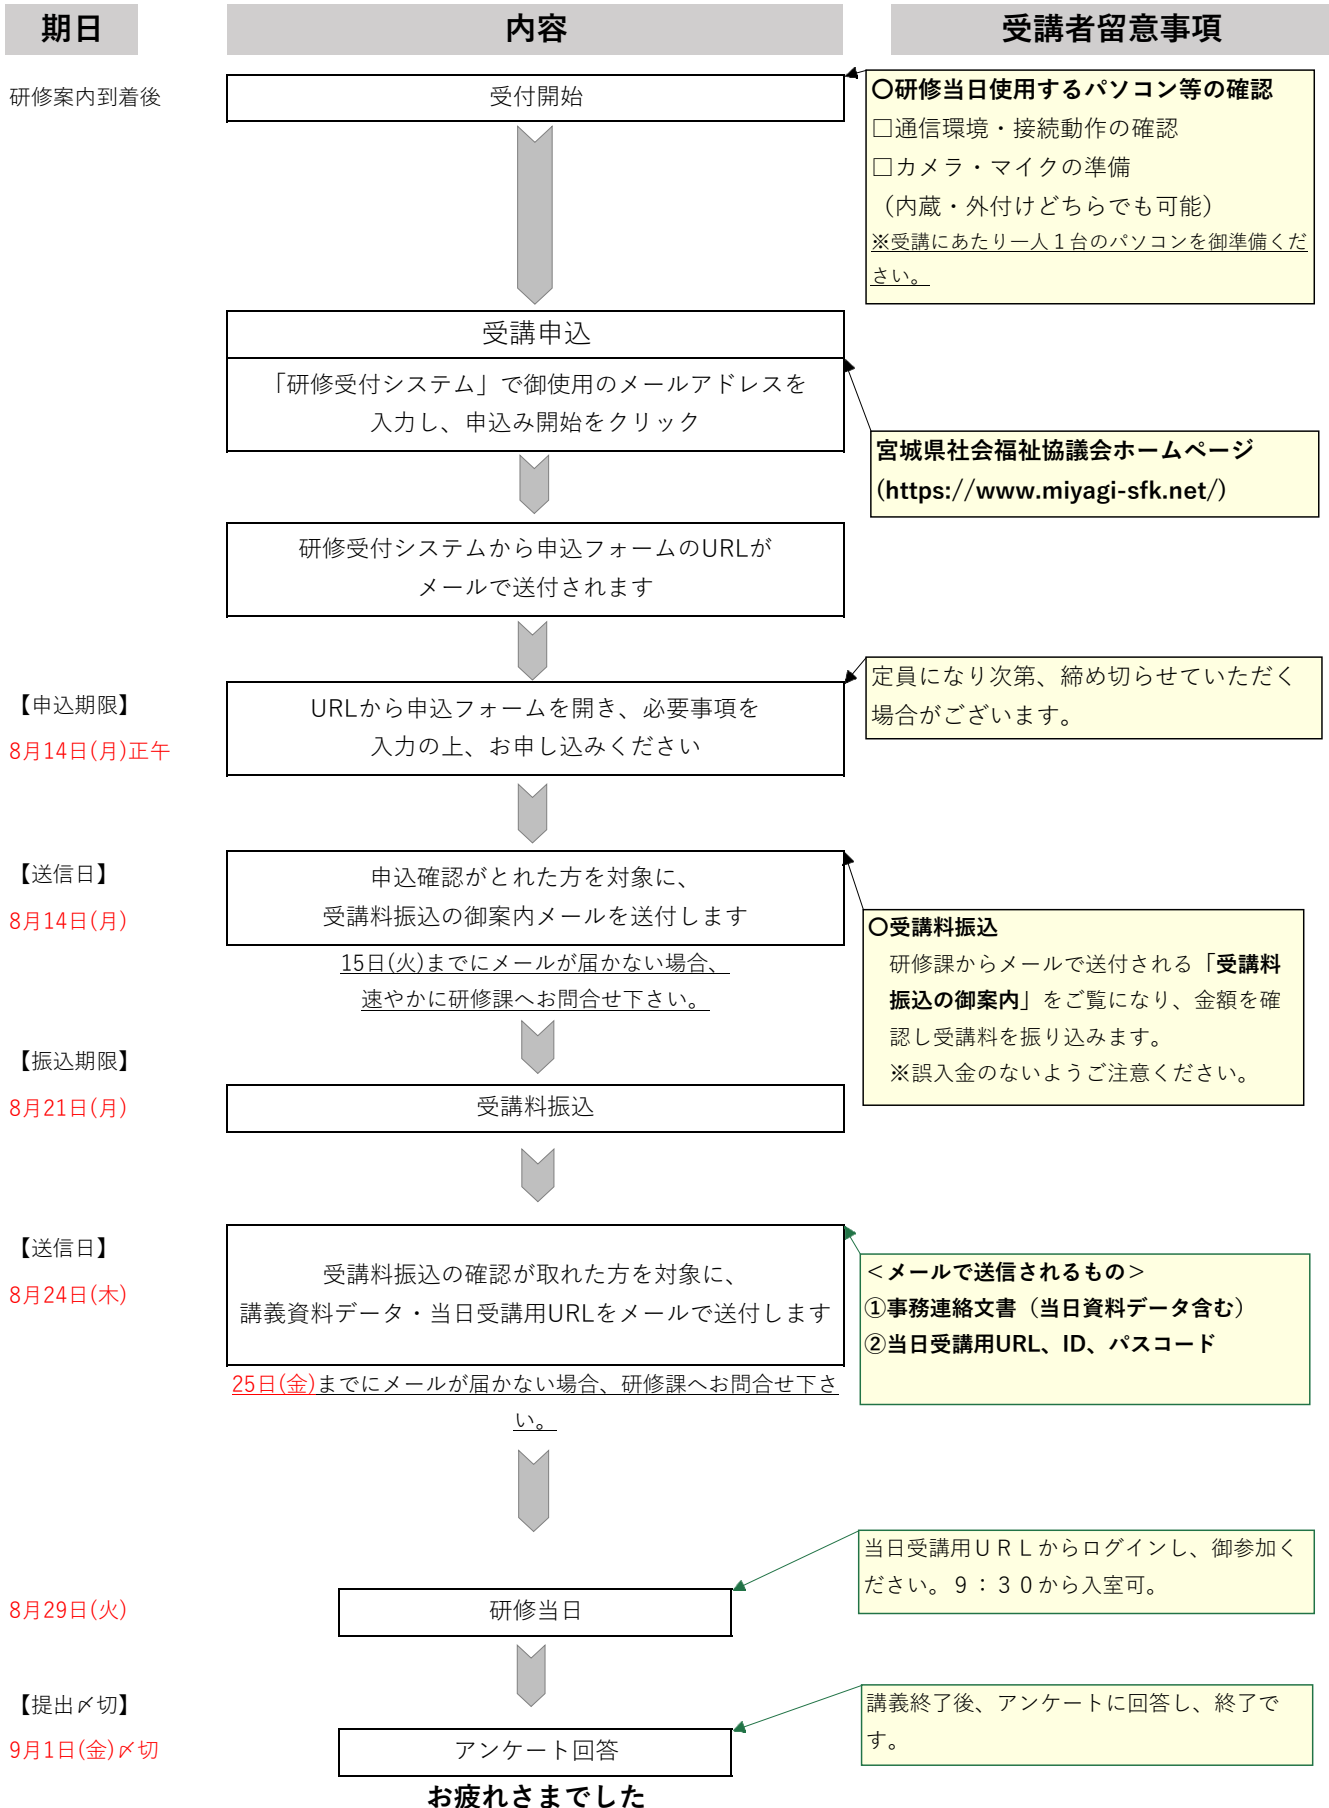 期日
内容
受講者留意事項
研修案内到着後
受付開始
〇研修当日使用するパソコン等の確認
□通信環境・接続動作の確認
□カメラ・マイクの準備
（内蔵・外付けどちらでも可能）
※受講にあたり一人１台のパソコンを御準備くだ
さい。
受講申込
「研修受付システム」で御使用のメールアドレスを
入力し、申込み開始をクリック
宮城県社会福祉協議会ホームページ
(https://www.miyagi-sfk.net/)
研修受付システムから申込フォームのURLが
メールで送付されます
【申込期限】
8月14日(月)正午
URLから申込フォームを開き、必要事項を
入力の上、お申し込みください
定員になり次第、締め切らせていただく
場合がございます。
【送信日】
8月14日(月)
申込確認がとれた方を対象に、
受講料振込の御案内メールを送付します
15日(火)までにメールが届かない場合、
速やかに研修課へお問合せ下さい。
〇受講料振込
研修課からメールで送付される「受講料
振込の御案内」をご覧になり、金額を確
認し受講料を振り込みます。
※誤入金のないようご注意ください。
【振込期限】
8月21日(月)
受講料振込
【送信日】
8月24日(木)
受講料振込の確認が取れた方を対象に、
講義資料データ・当日受講用URLをメールで送付します
25日(金)までにメールが届かない場合、研修課へお問合せ下さ
い。
＜メールで送信されるもの＞
①事務連絡文書（当日資料データ含む）
②当日受講用URL、ID、パスコード
8月29日(火)
研修当日
当日受講用ＵＲＬからログインし、御参加く
ださい。９：３０から入室可。
【提出〆切】
9月1日(金)〆切
アンケート回答
講義終了後、アンケートに回答し、終了で
す。
お疲れさまでした